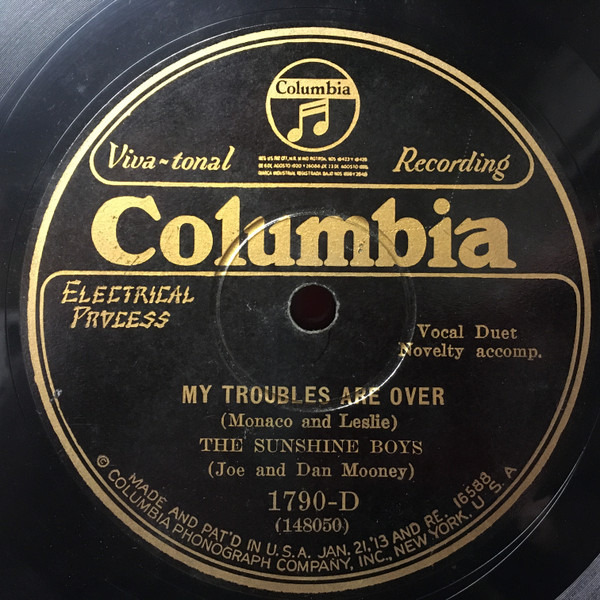 Columbia
Viva-tonal Recording
Columbia
ELECTRICAL
PROCESS
Vocal Duet
Novelty accomp.
MY TROUBLES ARE OVER
(Monaco and Leslie)
THE SUNSHINE BOYS
(Joe and Dan Mooney)
1790-D
(148050)
MADE AND PAT'D IN U.S.A. JAN. 21,'13 AND RE. 16588
© COLUMBIA PHONOGRAPH COMPANY, INC., NEW YORK, U.S.A